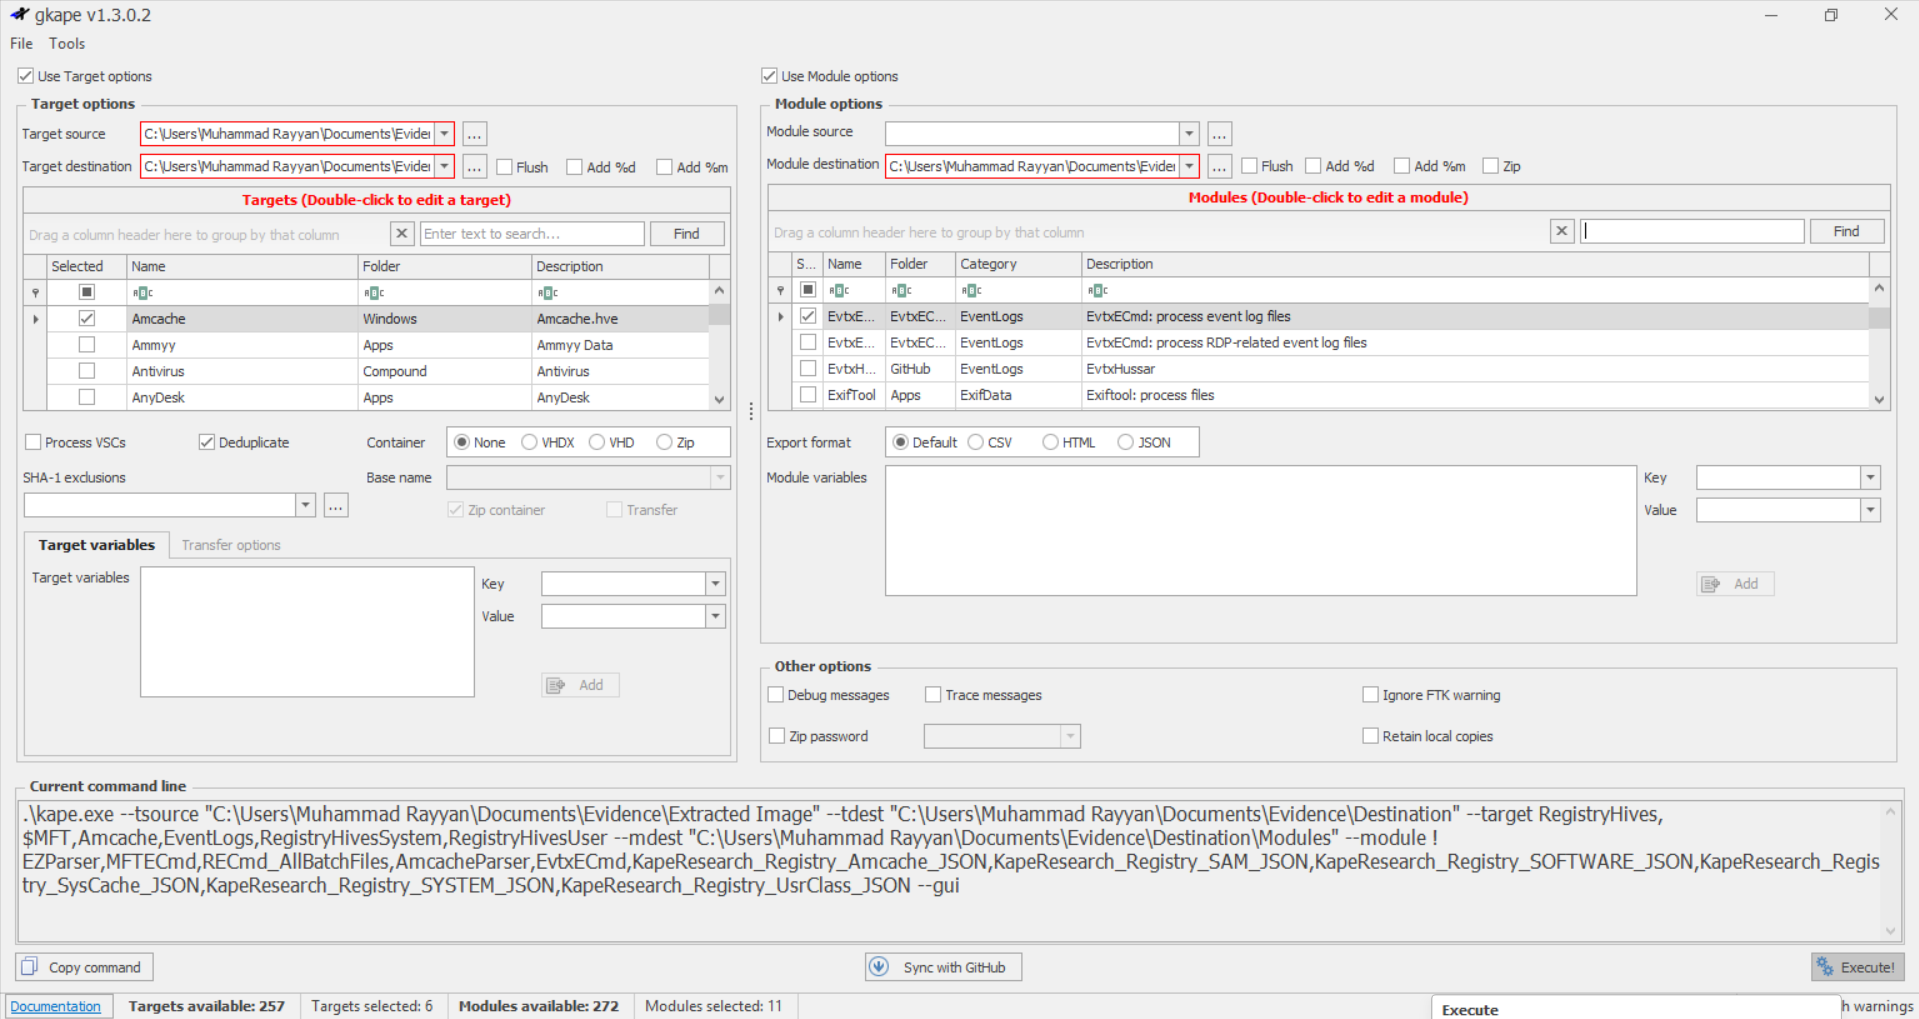 gkape v1.3.0.2
File Tools
Use Target options
Target options
Target source C:\Users\Muhammad Rayyan\Documents\Eviden ...
Target destination C:\Users\Muhammad Rayyan\Documents\Eviden ... Flush Add %d Add %m
Targets (Double-click to edit a target)
Drag a column header here to group by that column Enter text to search... Find
Selected Name Folder Description
Amcache Windows Amcache.hve
Ammyy Apps Ammyy Data
Antivirus Compound Antivirus
AnyDesk Apps AnyDesk
Process VSCs Deduplicate Container None VHDX VHD Zip
SHA-1 exclusions Base name
... Zip container Transfer
Target variables Transfer options
Target variables Key
Value
Add
Use Module options
Module options
Module source ...
Module destination C:\Users\Muhammad Rayyan\Documents\Eviden ... Flush Add %d Add %m Zip
Modules (Double-click to edit a module)
Drag a column header here to group by that column Find
S... Name Folder Category Description
EvtxE... EvtxEC... EventLogs EvtxECmd: process event log files
EvtxE... EvtxEC... EventLogs EvtxECmd: process RDP-related event log files
EvtxH... GitHub EventLogs EvtxHussar
ExifTool Apps ExifData Exiftool: process files
Export format Default CSV HTML JSON
Module variables Key
Value
Add
Other options
Debug messages Trace messages Ignore FTK warning
Zip password Retain local copies
Current command line
.\kape.exe --tsource "C:\Users\Muhammad Rayyan\Documents\Evidence\Extracted Image" --tdest "C:\Users\Muhammad Rayyan\Documents\Evidence\Destination" --target RegistryHives,
$MFT,Amcache,EventLogs,RegistryHivesSystem,RegistryHivesUser --mdest "C:\Users\Muhammad Rayyan\Documents\Evidence\Destination\Modules" --module !
EZParser,MFTECmd,RECmd_AllBatchFiles,AmcacheParser,EvtxECmd,KapeResearch_Registry_Amcache_JSON,KapeResearch_Registry_SAM_JSON,KapeResearch_Registry_SOFTWARE_JSON,KapeResearch_Regis
try_SysCache_JSON,KapeResearch_Registry_SYSTEM_JSON,KapeResearch_Registry_UsrClass_JSON --gui
Copy command Sync with GitHub Execute!
Documentation Targets available: 257 Targets selected: 6 Modules available: 272 Modules selected: 11 Execute h warnings